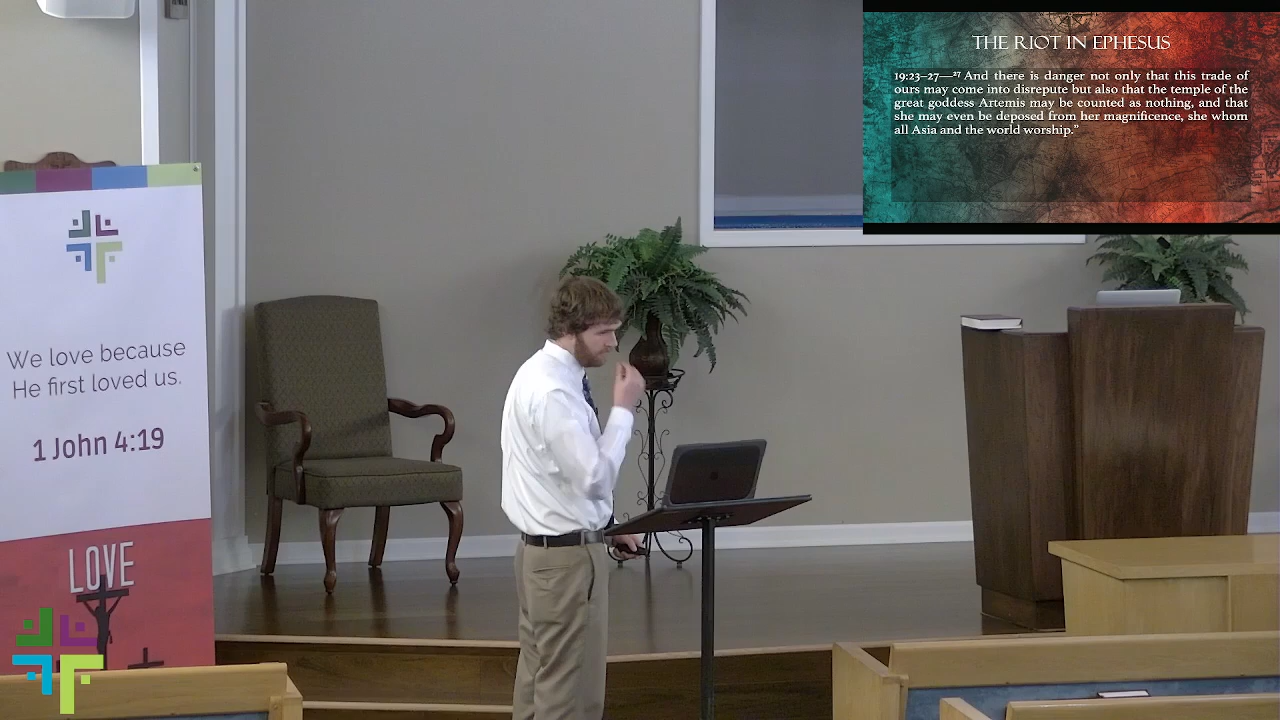 We love because
He first loved us.
1 John 4:19
LOVE
THE RIOT IN EPHESUS
19:23–27—²⁷ And there is danger not only that this trade of
ours may come into disrepute but also that the temple of the
great goddess Artemis may be counted as nothing, and that
she may even be deposed from her magnificence, she whom
all Asia and the world worship.”